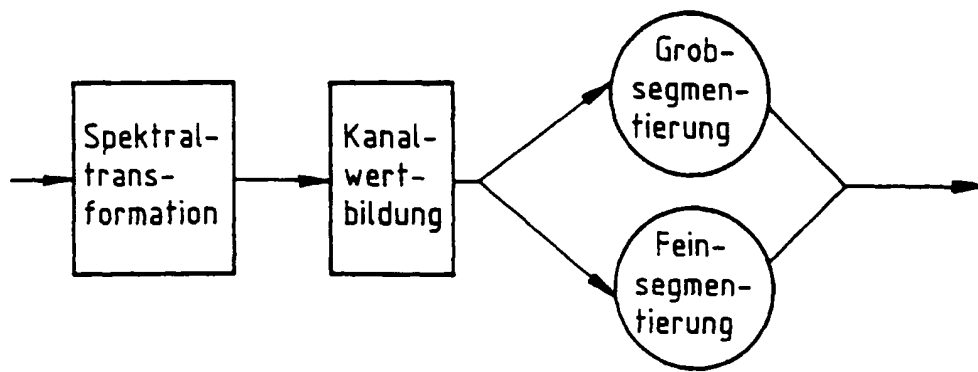 Spektral-
trans-
formation
Kanal-
wert-
bildung
Grob-
segmen-
tierung
Fein-
segmen-
tierung